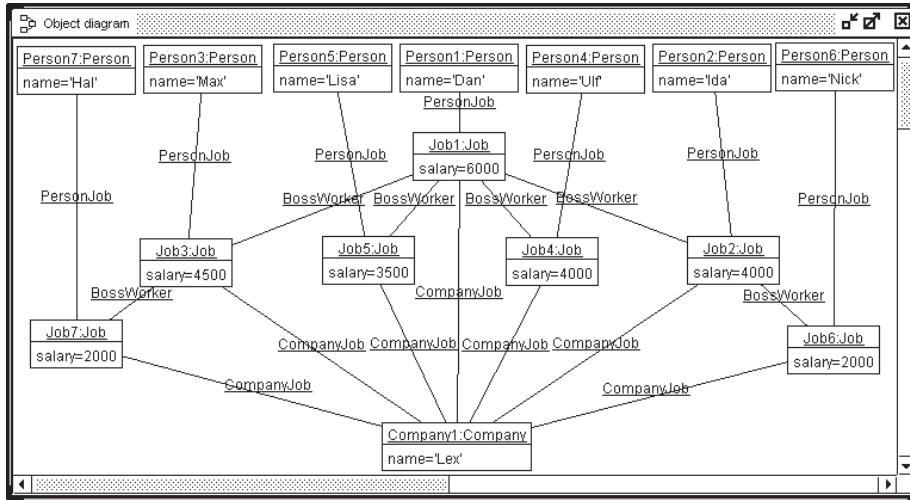 Object diagram
Person7:Person
name='Hal'
Person3:Person
name='Max'
Person5:Person
name='Lisa'
Person1:Person
name='Dan'
Person4:Person
name='Ulf'
Person2:Person
name='Ida'
Person6:Person
name='Nick'
PersonJob
Job1:Job
salary=6000
PersonJob
PersonJob
PersonJob
PersonJob
PersonJob
PersonJob
BossWorker
BossWorker
BossWorker
BossWorker
Job3:Job
salary=4500
Job5:Job
salary=3500
Job4:Job
salary=4000
Job2:Job
salary=4000
BossWorker
CompanyJob
BossWorker
Job7:Job
salary=2000
Job6:Job
salary=2000
CompanyJob
CompanyJob
CompanyJob
CompanyJob
CompanyJob
CompanyJob
Company1:Company
name='Lex'